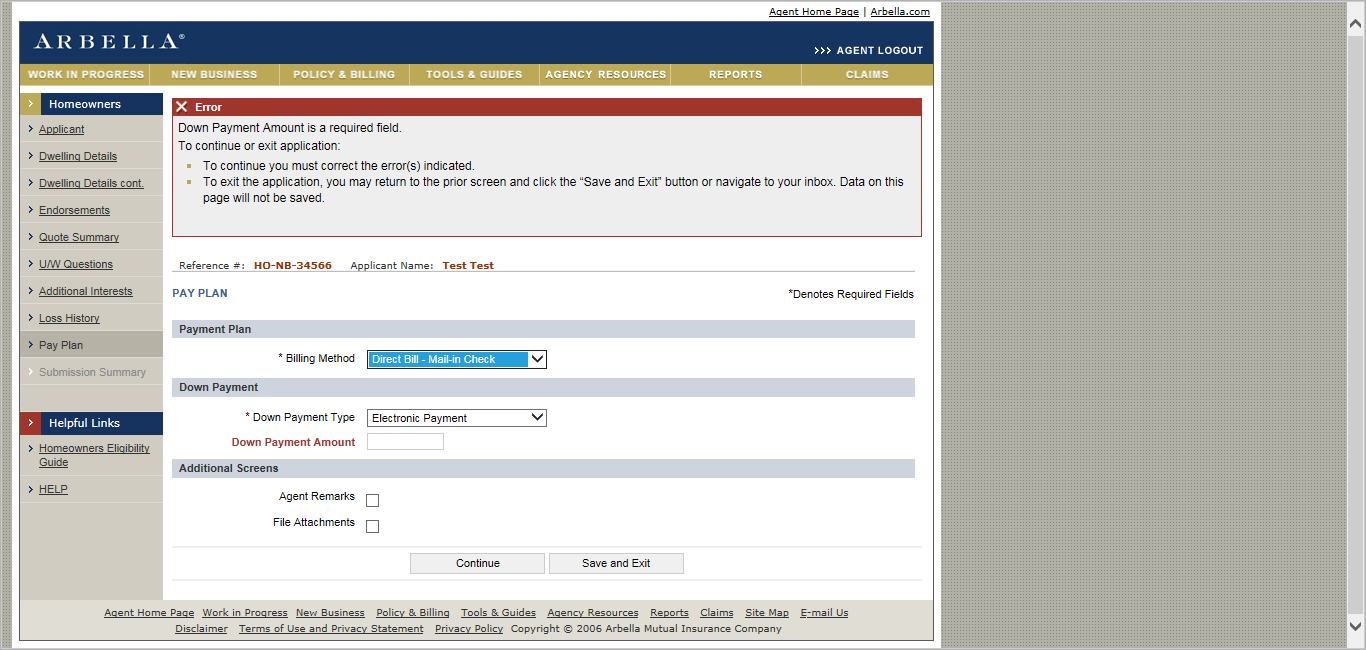 Agent Home Page | Arbella.com
ARBELLA®
>>> AGENT LOGOUT
WORK IN PROGRESS NEW BUSINESS POLICY & BILLING TOOLS & GUIDES AGENCY RESOURCES REPORTS CLAIMS
Homeowners
Applicant
Dwelling Details
Dwelling Details cont.
Endorsements
Quote Summary
U/W Questions
Additional Interests
Loss History
Pay Plan
Submission Summary
Helpful Links
Homeowners Eligibility
Guide
HELP
Error
Down Payment Amount is a required field.
To continue or exit application:
To continue you must correct the error(s) indicated.
To exit the application, you may return to the prior screen and click the “Save and Exit” button or navigate to your inbox. Data on this
page will not be saved.
Reference #: HO-NB-34566 Applicant Name: Test Test
PAY PLAN *Denotes Required Fields
Payment Plan
* Billing Method Direct Bill - Mail-in Check
Down Payment
* Down Payment Type Electronic Payment
Down Payment Amount
Additional Screens
Agent Remarks
File Attachments
Continue Save and Exit
Agent Home Page Work in Progress New Business Policy & Billing Tools & Guides Agency Resources Reports Claims Site Map E-mail Us
Disclaimer Terms of Use and Privacy Statement Privacy Policy Copyright © 2006 Arbella Mutual Insurance Company